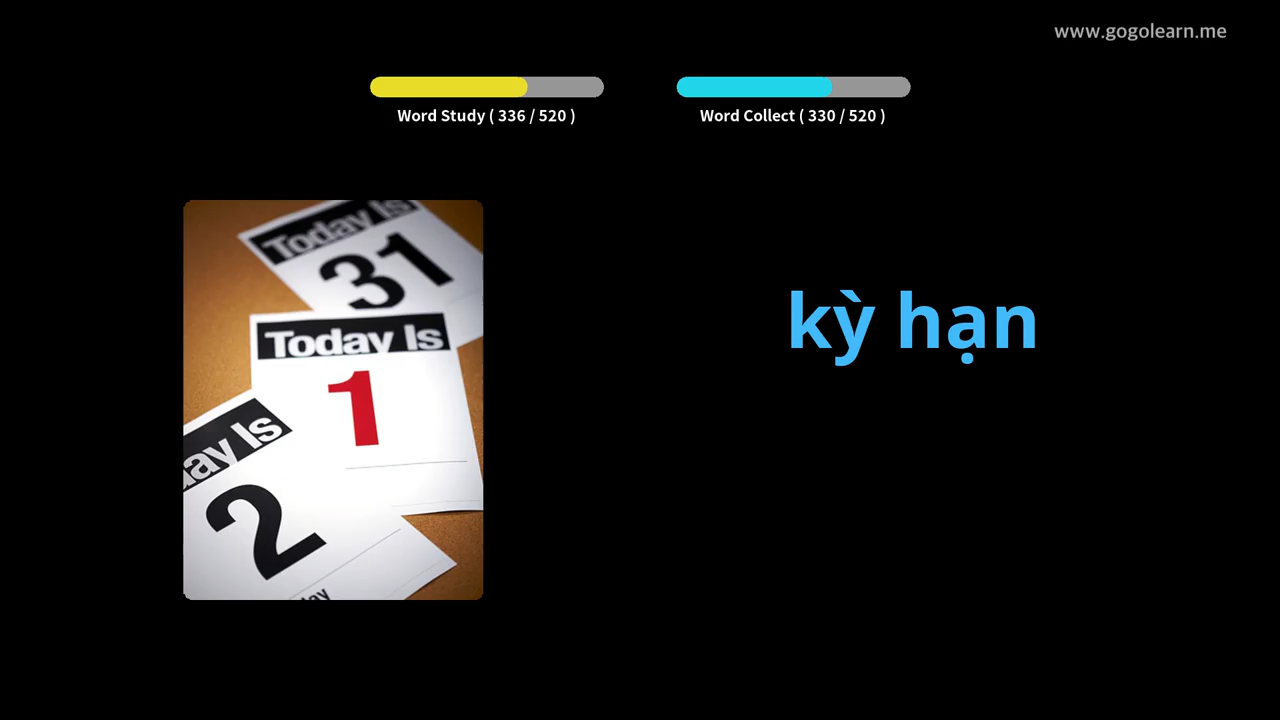 www.gogolearn.me
Word Study ( 336 / 520 )
Word Collect ( 330 / 520 )
Today Is
31
Today Is
1
ay Is
2
kỳ hạn